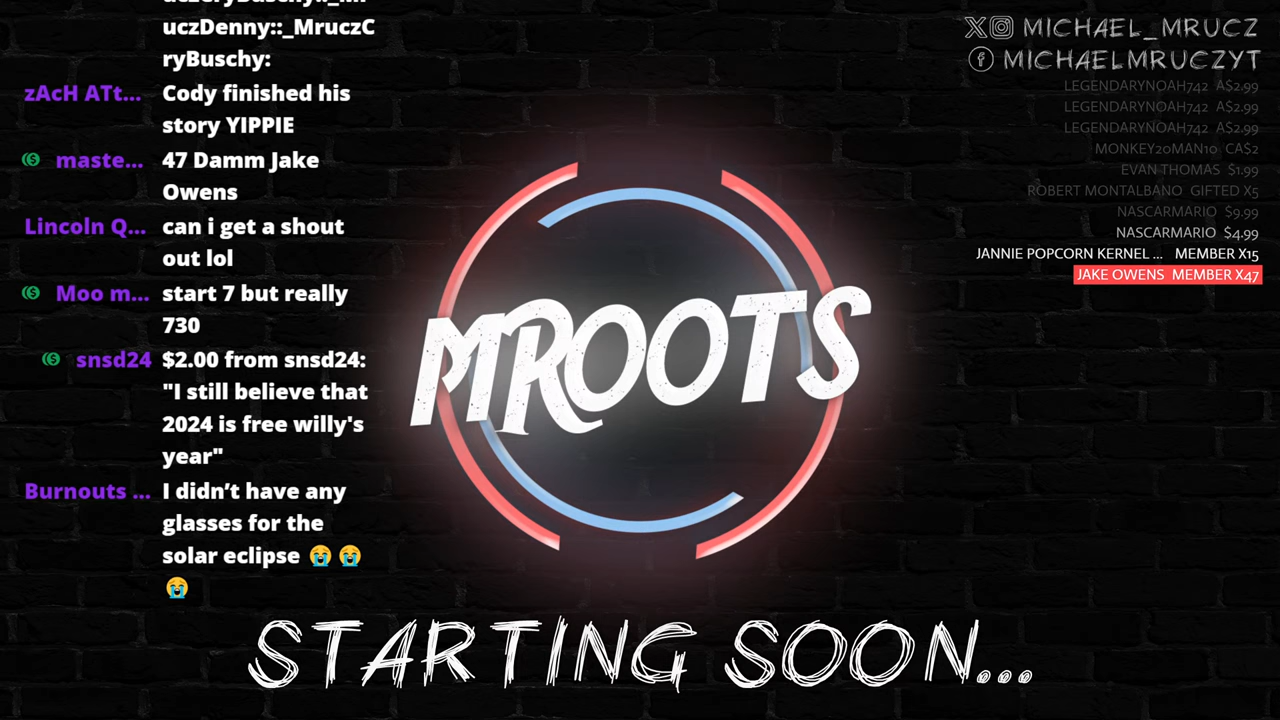 uczDenny::_MruczC
ryBuschy:
zAcH ATt... Cody finished his
story YIPPIE
maste... 47 Damm Jake
Owens
Lincoln Q... can i get a shout
out lol
Moo m... start 7 but really
730
snsd24 $2.00 from snsd24:
"I still believe that
2024 is free willy's
year"
Burnouts ... I didn’t have any
glasses for the
solar eclipse 😭 😭
😭
MROOTS
STARTING SOON...
MICHAEL_MRUCZ
MICHAELMRUCZYT
LEGENDARYNOAH742 A$2.99
LEGENDARYNOAH742 A$2.99
LEGENDARYNOAH742 A$2.99
MONKEY20MAN10 CA$2
EVAN THOMAS $1.99
ROBERT MONTALBANO GIFTED X5
NASCARMARIO $9.99
NASCARMARIO $4.99
JANNIE POPCORN KERNEL ... MEMBER X15
JAKE OWENS MEMBER X47